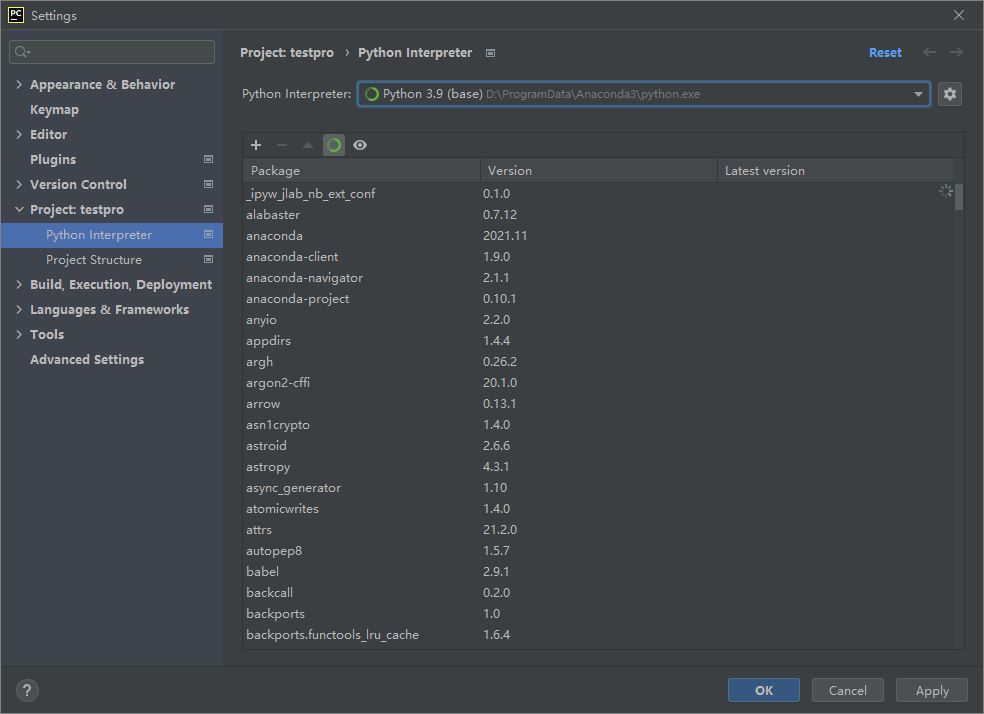 PC Settings
Project: testpro › Python Interpreter Reset
Python Interpreter: Python 3.9 (base) D:\ProgramData\Anaconda3\python.exe
Appearance & Behavior
Keymap
Editor
Plugins
Version Control
Project: testpro
Python Interpreter
Project Structure
Build, Execution, Deployment
Languages & Frameworks
Tools
Advanced Settings
Package Version Latest version
_ipyw_jlab_nb_ext_conf 0.1.0
alabaster 0.7.12
anaconda 2021.11
anaconda-client 1.9.0
anaconda-navigator 2.1.1
anaconda-project 0.10.1
anyio 2.2.0
appdirs 1.4.4
argh 0.26.2
argon2-cffi 20.1.0
arrow 0.13.1
asn1crypto 1.4.0
astroid 2.6.6
astropy 4.3.1
async_generator 1.10
atomicwrites 1.4.0
attrs 21.2.0
autopep8 1.5.7
babel 2.9.1
backcall 0.2.0
backports 1.0
backports.functools_lru_cache 1.6.4
? OK Cancel Apply